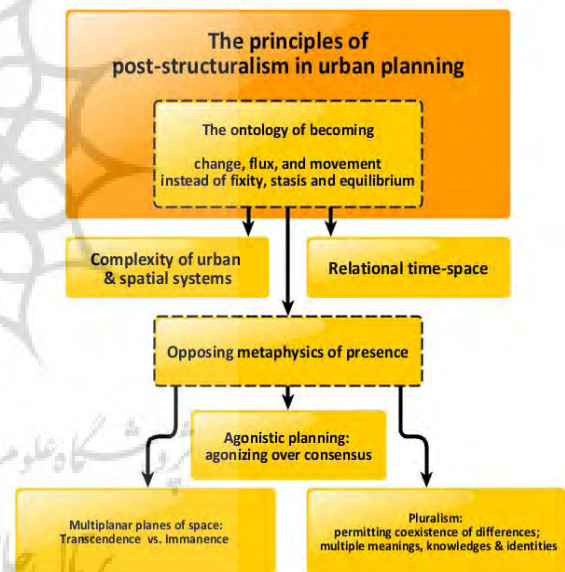 The principles of
post-structuralism in urban planning
The ontology of becoming
change, flux, and movement
instead of fixity, stasis and equilibrium
Complexity of urban
& spatial systems
Relational time-space
Opposing metaphysics of presence
Agonistic planning:
agonizing over consensus
Multiplanar planes of space:
Transcendence vs. Immanence
Pluralism:
permitting coexistence of differences;
multiple meanings, knowledges & identities